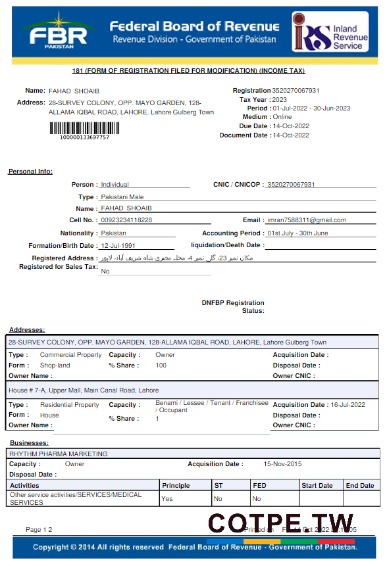 FBR
PAKISTAN
Federal Board of Revenue
Revenue Division - Government of Pakistan
IRS
Inland
Revenue
Service
181 (FORM OF REGISTRATION FILED FOR MODIFICATION) (INCOME TAX)
Name: FAHAD SHOAIB
Address: 28-SURVEY COLONY, OPP. MAYO GARDEN, 128-
ALLAMA IQBAL ROAD, LAHORE, Lahore Gulberg Town
Registration 3520270067931
Tax Year : 2023
Period : 01-Jul-2022 - 30-Jun-2023
Medium : Online
Due Date : 14-Oct-2022
Document Date : 14-Oct-2022
100000133697757
Personal Info:
Person : Individual CNIC / CNICOP : 3520270067931
Type : Pakistani Male
Name : FAHAD SHOAIB
Cell No. : 00923234118228 Email : imran7588311@gmail.com
Nationality : Pakistan Accounting Period : 01st July - 30th June
Formation/Birth Date : 12-Jul-1991 liquidation/Death Date :
Registered Address : مکان نمبر 23، گلی نمبر 4، محلہ مجری شاہ شریف آباد، لاہور
Registered for Sales Tax: No
DNFBP Registration
Status:
Addresses:
28-SURVEY COLONY, OPP. MAYO GARDEN, 128-ALLAMA IQBAL ROAD, LAHORE, Lahore Gulberg Town
Type : Commercial Property Capacity : Owner Acquisition Date :
Form : Shop-land % Share : 100 Disposal Date :
Owner Name : Owner CNIC :
House # 7-A, Upper Mall, Main Canal Road, Lahore
Type : Residential Property Capacity : Benami / Lessee / Tenant / Franchisee / Occupant Acquisition Date : 16-Jul-2022
Form : House % Share : 1 Disposal Date :
Owner Name : Owner CNIC :
Businesses:
RHYTHM PHARMA MARKETING
Capacity : Owner Acquisition Date : 15-Nov-2015
Disposal Date :
Activities Principle ST FED Start Date End Date
Other service activities/SERVICES/MEDICAL SERVICES Yes No No
Page 1 2
COTPE.TW
Copyright © 2014 All rights reserved Federal Board of Revenue - Government of Pakistan.